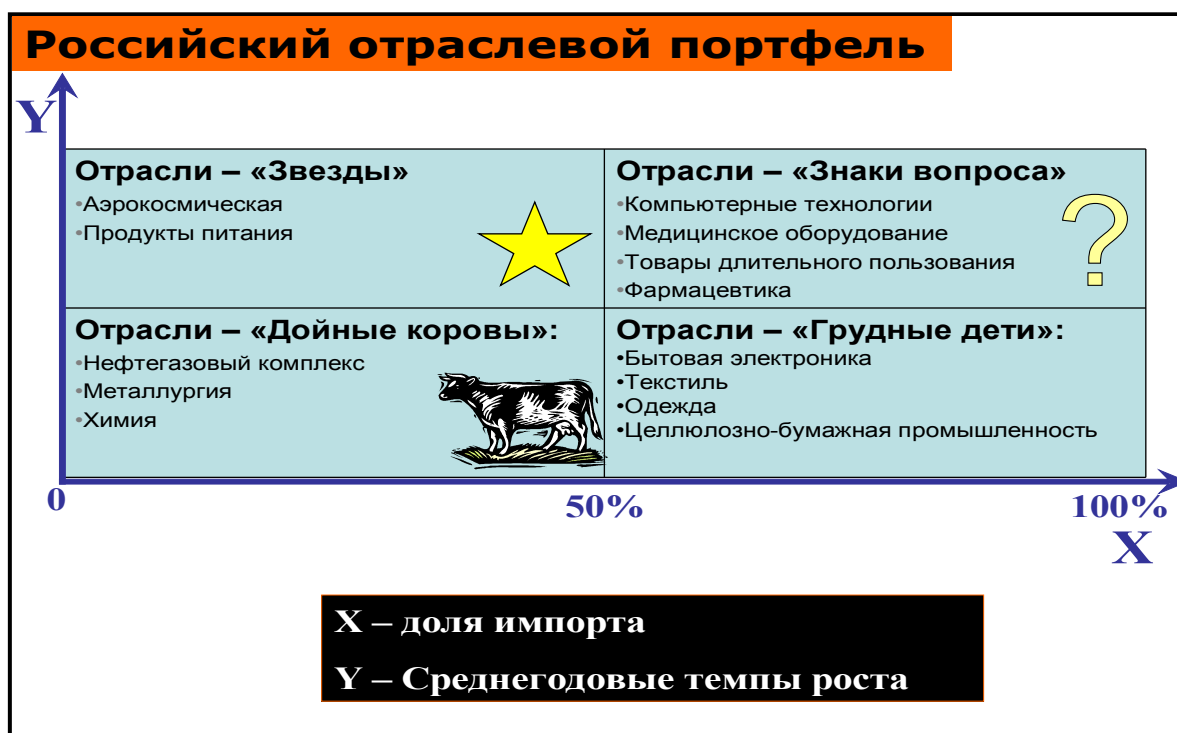 Российский отраслевой портфель
Y
Отрасли – «Звезды»
•Аэрокосмическая
•Продукты питания
Отрасли – «Знаки вопроса»
•Компьютерные технологии
•Медицинское оборудование
•Товары длительного пользования
•Фармацевтика
?
Отрасли – «Дойные коровы»:
•Нефтегазовый комплекс
•Металлургия
•Химия
Отрасли – «Грудные дети»:
•Бытовая электроника
•Текстиль
•Одежда
•Целлюлозно-бумажная промышленность
0
50%
100%
X
X – доля импорта
Y – Среднегодовые темпы роста